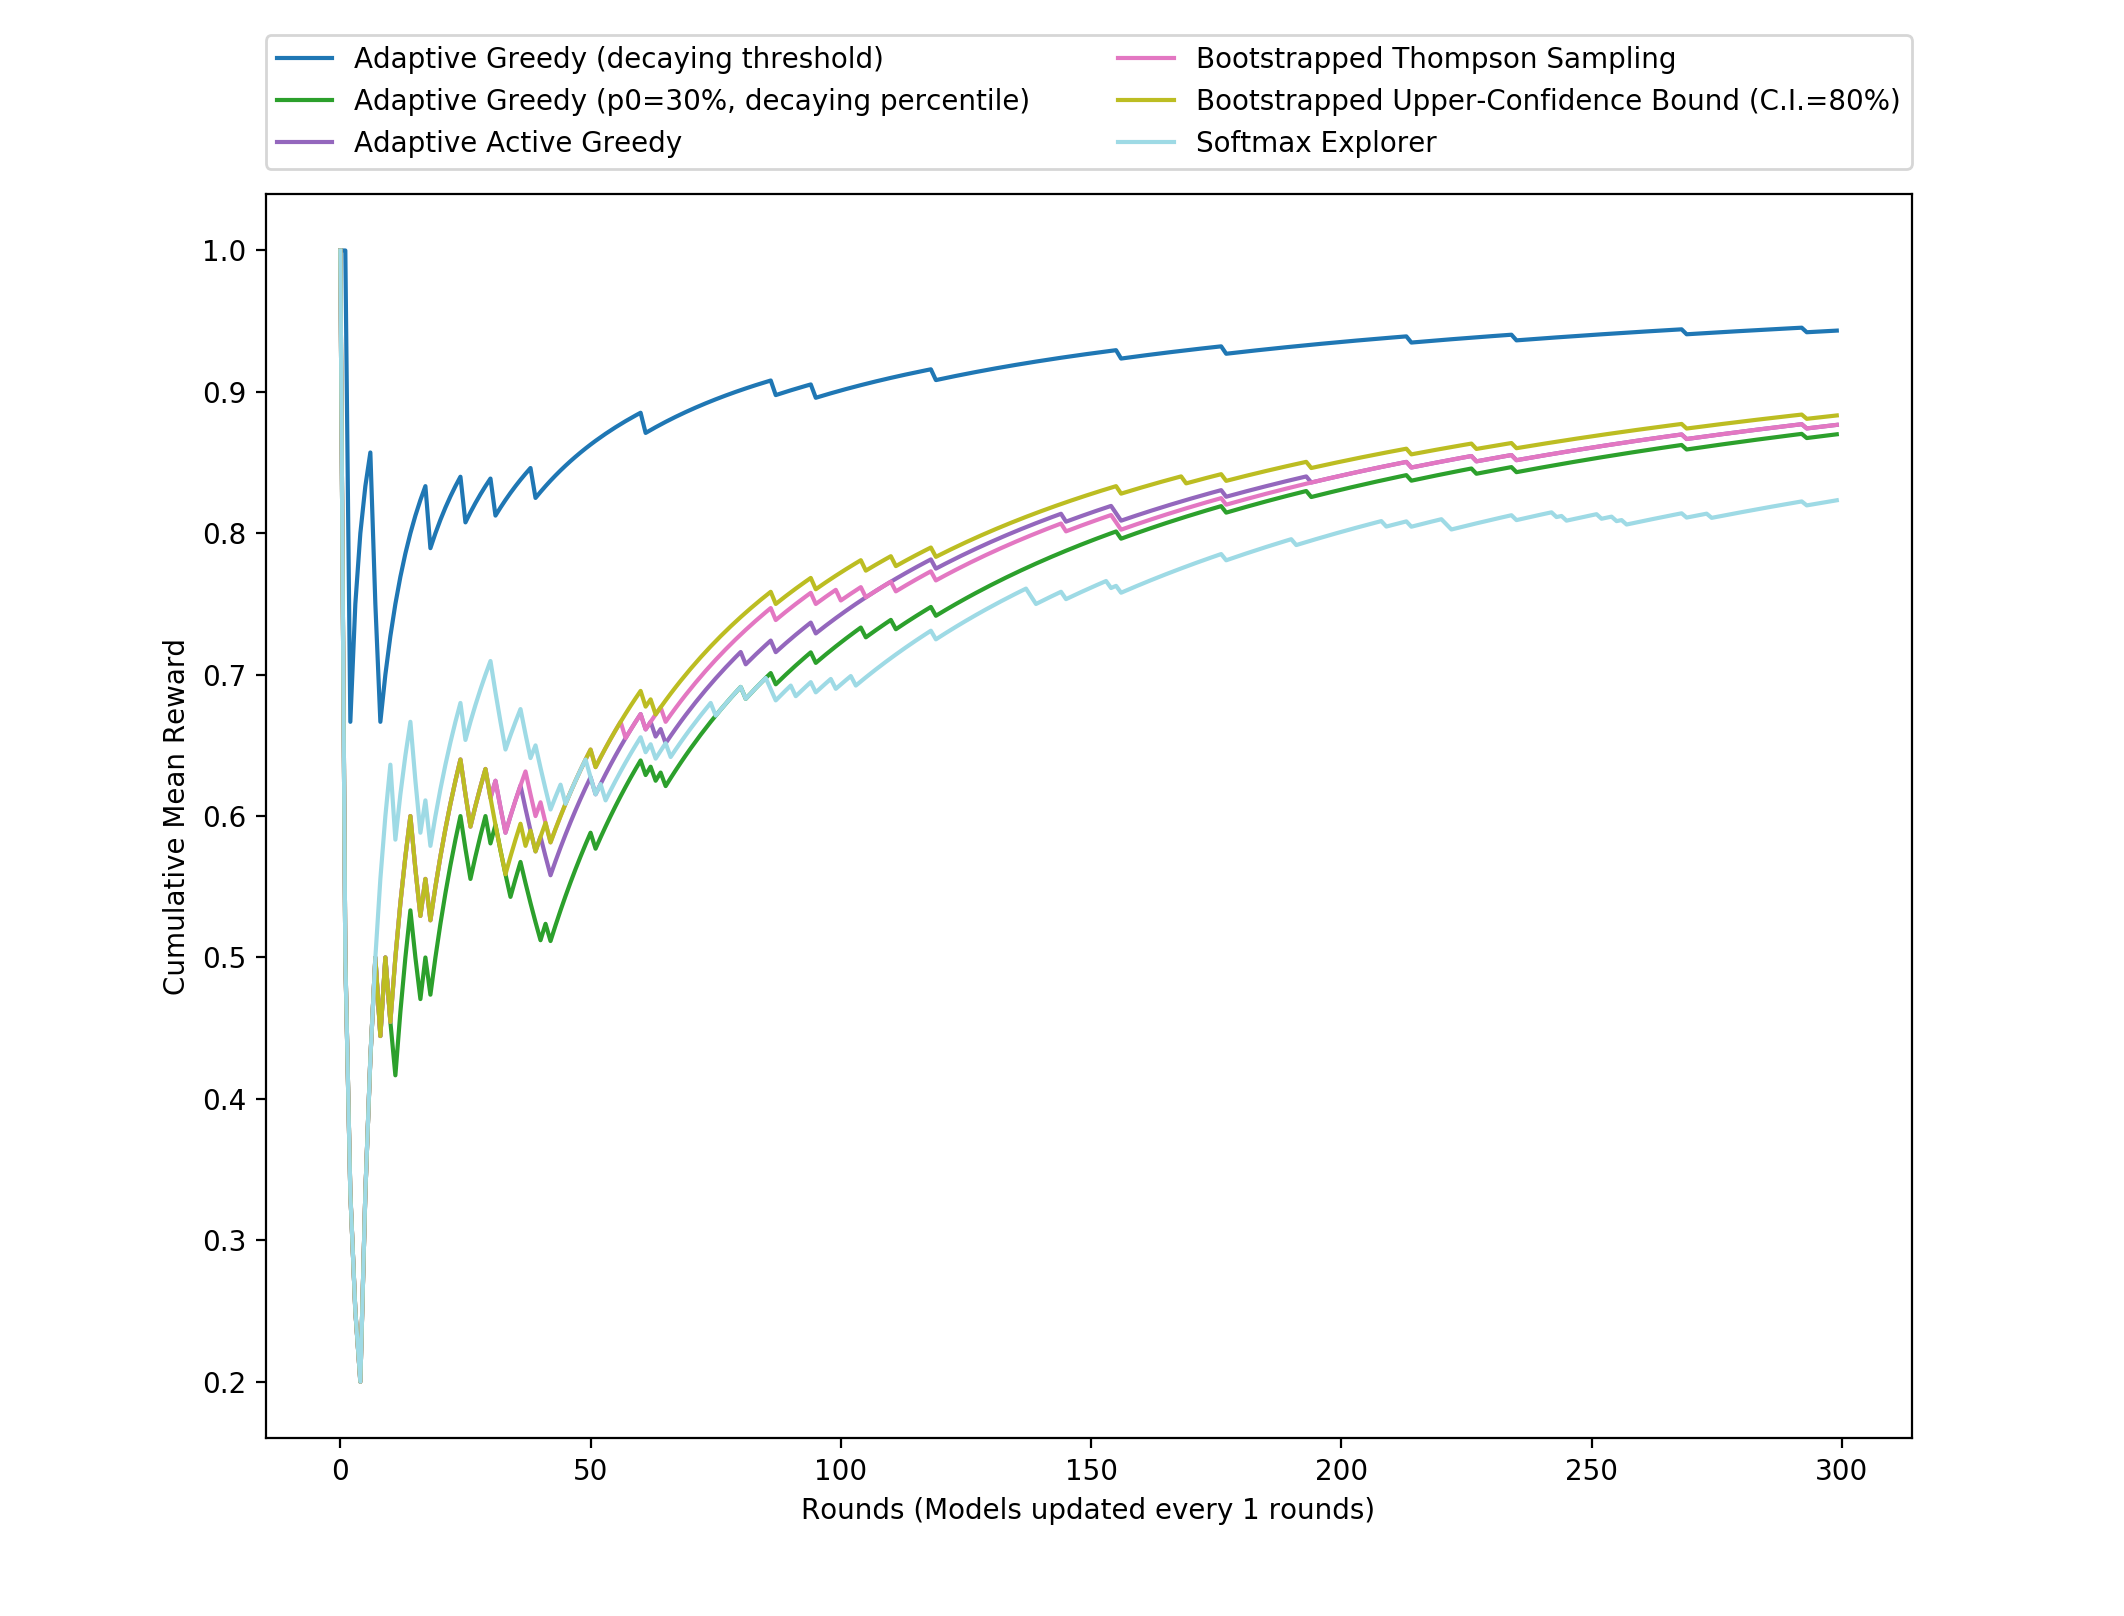 Adaptive Greedy (decaying threshold)
Adaptive Greedy (p0=30%, decaying percentile)
Adaptive Active Greedy
Bootstrapped Thompson Sampling
Bootstrapped Upper-Confidence Bound (C.I.=80%)
Softmax Explorer
1.0
0.9
0.8
0.7
0.6
0.5
0.4
0.3
0.2
Cumulative Mean Reward
0
50
100
150
200
250
300
Rounds (Models updated every 1 rounds)